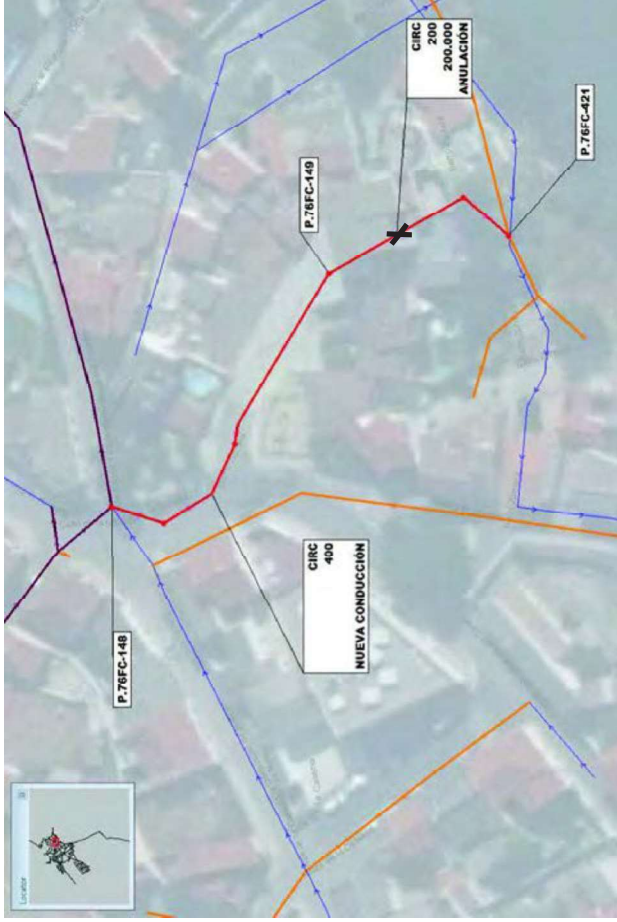 Locator
P.76FC-148
CIRC
400
NUEVA CONDUCCIÓN
P.76FC-149
CIRC
200
200.000
ANULACIÓN
P.76FC-421